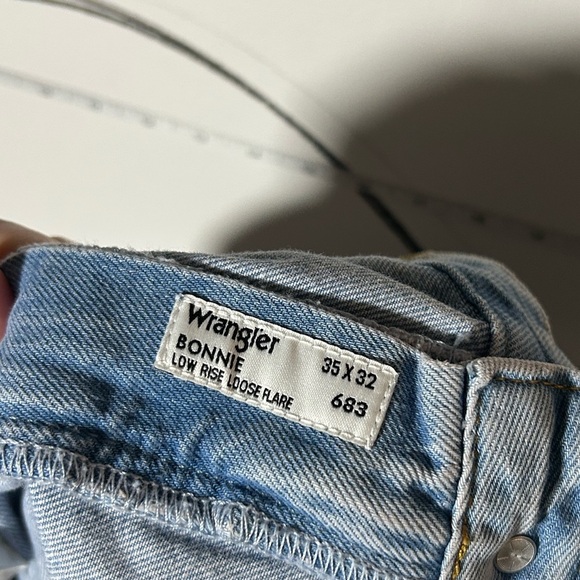 Wrangler
BONNIE 35 X 32
LOW RISE LOOSE FLARE 683